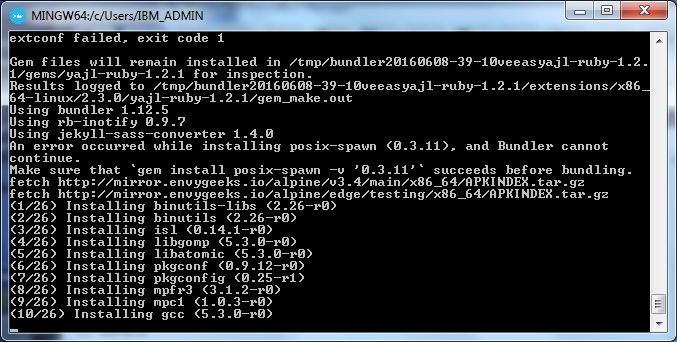 MINGW64:/c/Users/IBM_ADMIN
extconf failed, exit code 1
Gem files will remain installed in /tmp/bundler20160608-39-10veeasyajl-ruby-1.2.
1/gems/yajl-ruby-1.2.1 for inspection.
Results logged to /tmp/bundler20160608-39-10veeasyajl-ruby-1.2.1/extensions/x86_
64-linux/2.3.0/yajl-ruby-1.2.1/gem_make.out
Using bundler 1.12.5
Using rb-inotify 0.9.7
Using jekyll-sass-converter 1.4.0
An error occurred while installing posix-spawn (0.3.11), and Bundler cannot
continue.
Make sure that `gem install posix-spawn -v '0.3.11'` succeeds before bundling.
fetch http://mirror.envygeeks.io/alpine/v3.4/main/x86_64/APKINDEX.tar.gz
fetch http://mirror.envygeeks.io/alpine/edge/testing/x86_64/APKINDEX.tar.gz
(1/26) Installing binutils-libs (2.26-r0)
(2/26) Installing binutils (2.26-r0)
(3/26) Installing isl (0.14.1-r0)
(4/26) Installing libgomp (5.3.0-r0)
(5/26) Installing libatomic (5.3.0-r0)
(6/26) Installing pkgconf (0.9.12-r0)
(7/26) Installing pkgconfig (0.25-r1)
(8/26) Installing mpfr3 (3.1.2-r0)
(9/26) Installing mpc1 (1.0.3-r0)
(10/26) Installing gcc (5.3.0-r0)